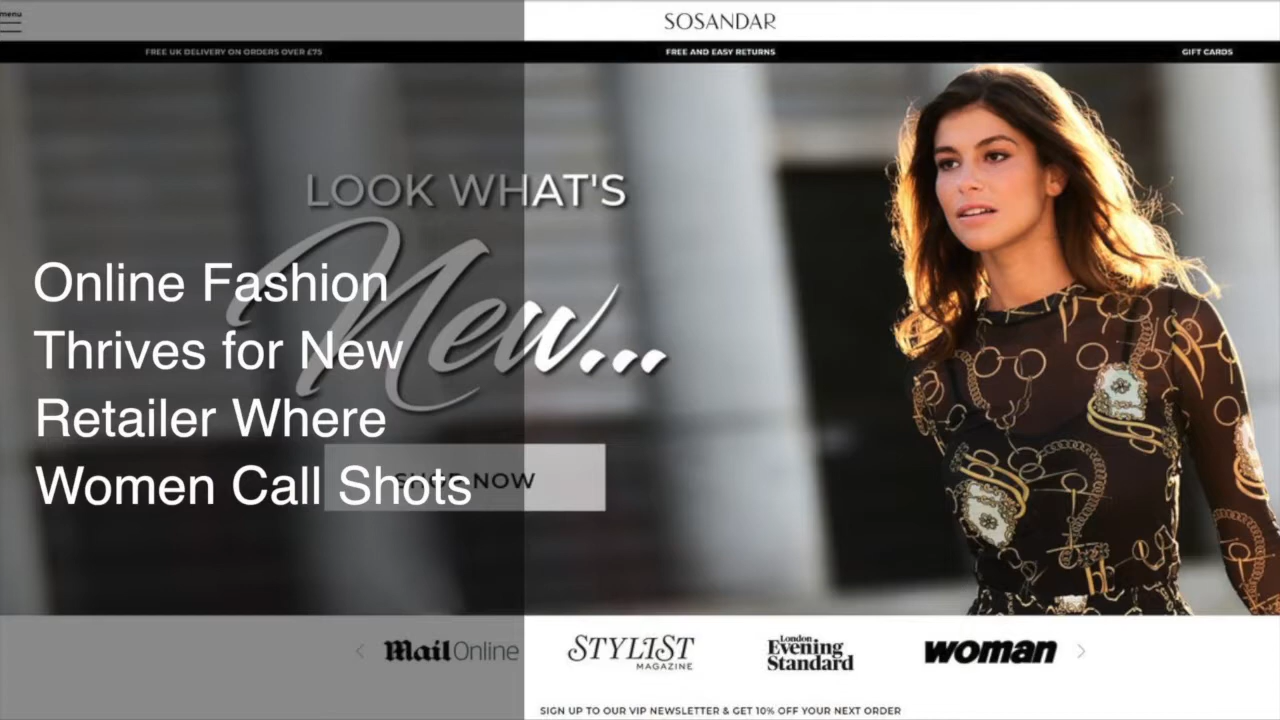 menu
SOSANDAR
FREE UK DELIVERY ON ORDERS OVER £75
FREE AND EASY RETURNS
GIFT CARDS
LOOK WHAT'S
New...
Online Fashion
Thrives for New
Retailer Where
Women Call Shots
SHOP NOW
Mail Online
STYLIST
MAGAZINE
London
Evening
Standard
woman
SIGN UP TO OUR VIP NEWSLETTER & GET 10% OFF YOUR NEXT ORDER